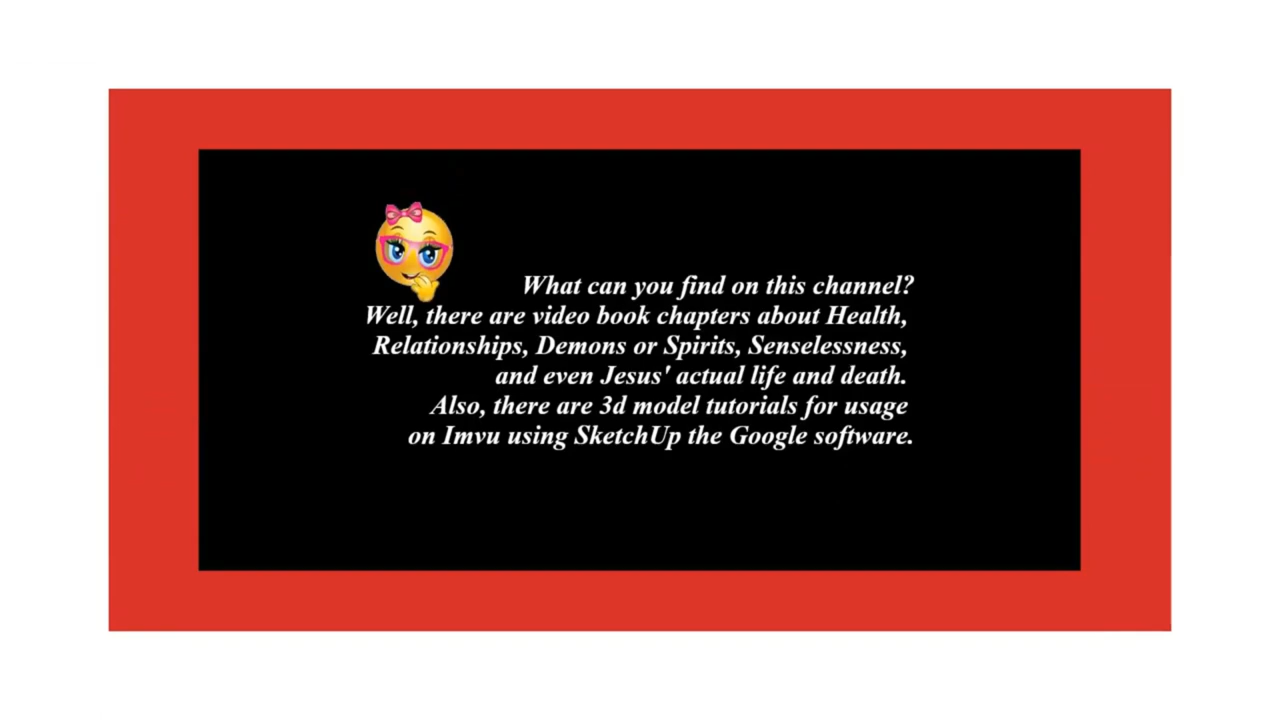 What can you find on this channel?
Well, there are video book chapters about Health,
Relationships, Demons or Spirits, Senselessness,
and even Jesus' actual life and death.
Also, there are 3d model tutorials for usage
on Imvu using SketchUp the Google software.